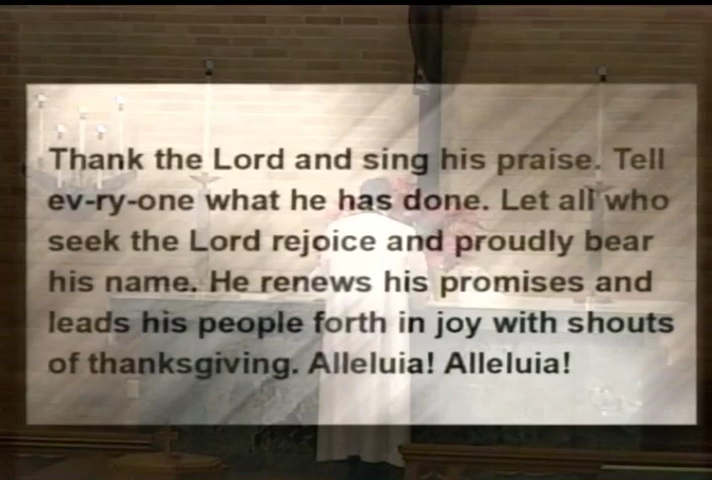 Thank the Lord and sing his praise. Tell
ev-ry-one what he has done. Let all who
seek the Lord rejoice and proudly bear
his name. He renews his promises and
leads his people forth in joy with shouts
of thanksgiving. Alleluia! Alleluia!